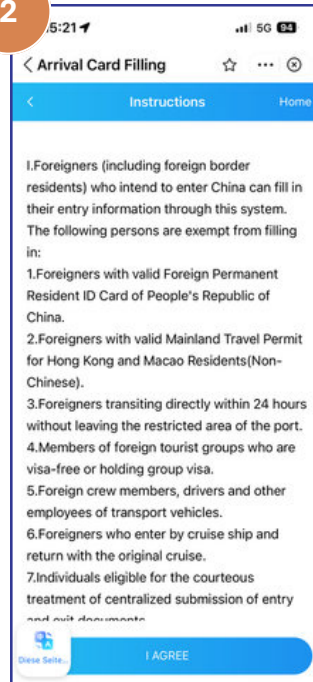 2
15:21
5G 94
Arrival Card Filling
Instructions Home
I.Foreigners (including foreign border
residents) who intend to enter China can fill in
their entry information through this system.
The following persons are exempt from filling
in:
1.Foreigners with valid Foreign Permanent
Resident ID Card of People's Republic of
China.
2.Foreigners with valid Mainland Travel Permit
for Hong Kong and Macao Residents(Non-
Chinese).
3.Foreigners transiting directly within 24 hours
without leaving the restricted area of the port.
4.Members of foreign tourist groups who are
visa-free or holding group visa.
5.Foreign crew members, drivers and other
employees of transport vehicles.
6.Foreigners who enter by cruise ship and
return with the original cruise.
7.Individuals eligible for the courteous
treatment of centralized submission of entry
and exit documents
Diese Seite...
I AGREE